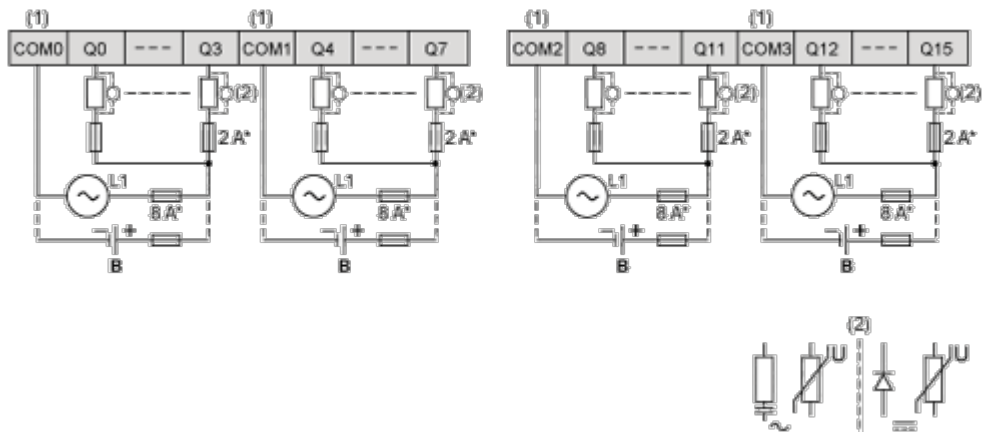 (1) (1) (1) (1)
COM0 Q0 --- Q3 COM1 Q4 --- Q7 COM2 Q8 --- Q11 COM3 Q12 --- Q15
(2) (2) (2) (2)
2 A* 2 A* 2 A* 2 A*
L1 L1 L1 L1
8 A* 8 A* 8 A* 8 A*
+ + + +
B B B B
(2)
U U